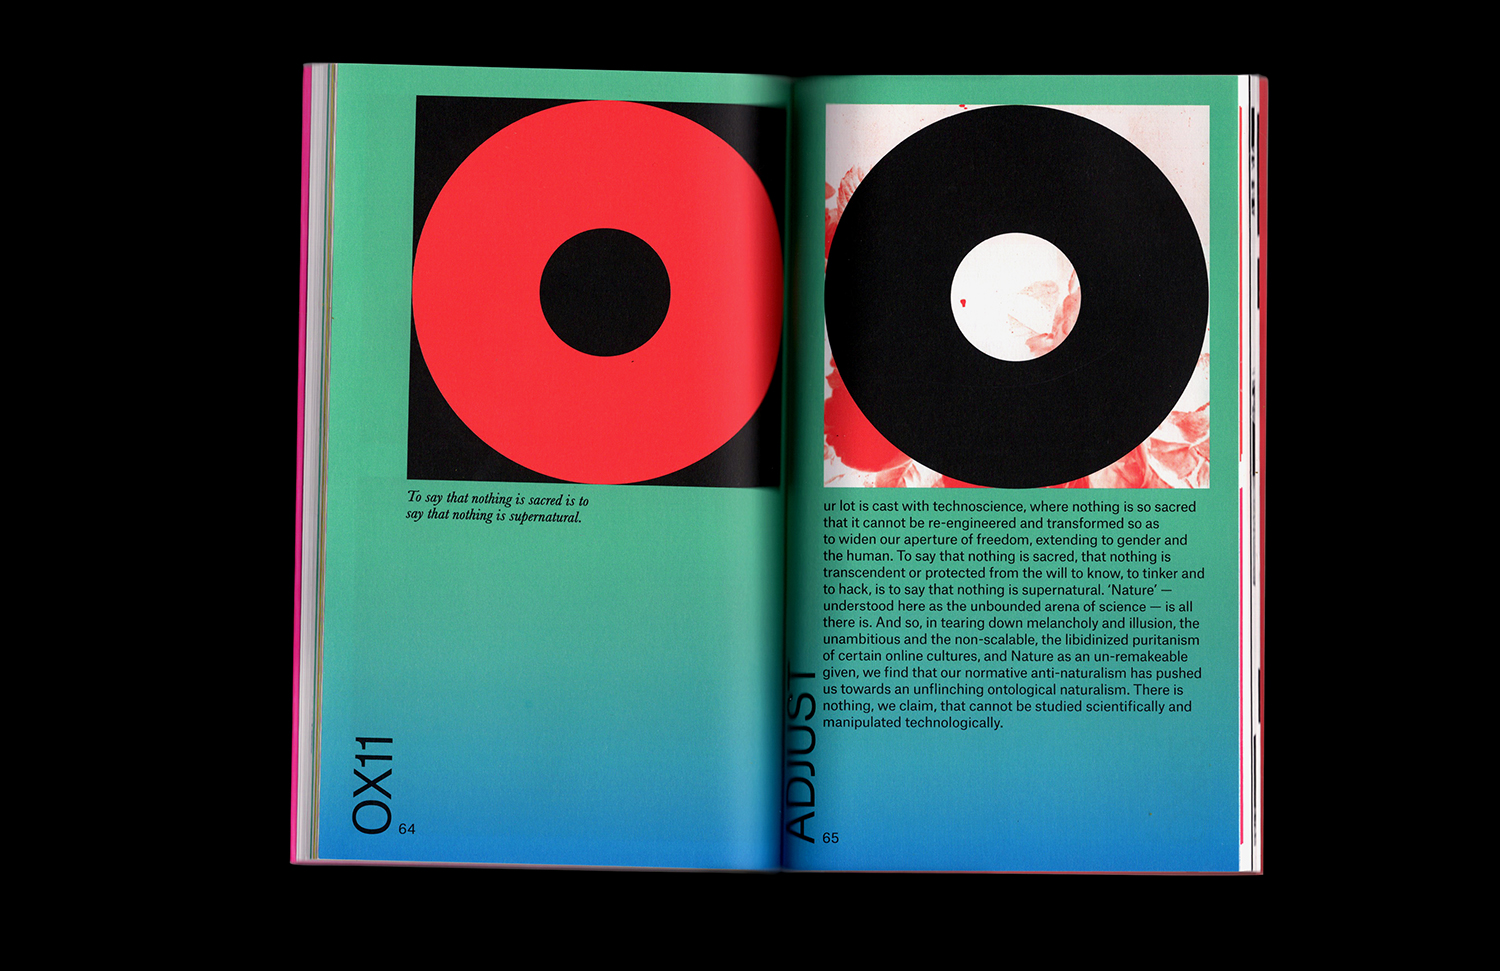 To say that nothing is sacred is to
say that nothing is supernatural.
OX11
64
ur lot is cast with technoscience, where nothing is so sacred
that it cannot be re-engineered and transformed so as
to widen our aperture of freedom, extending to gender and
the human. To say that nothing is sacred, that nothing is
transcendent or protected from the will to know, to tinker and
to hack, is to say that nothing is supernatural. ‘Nature’ —
understood here as the unbounded arena of science — is all
there is. And so, in tearing down melancholy and illusion, the
unambitious and the non-scalable, the libidinized puritanism
of certain online cultures, and Nature as an un-remakeable
given, we find that our normative anti-naturalism has pushed
us towards an unflinching ontological naturalism. There is
nothing, we claim, that cannot be studied scientifically and
manipulated technologically.
ADJUST
65